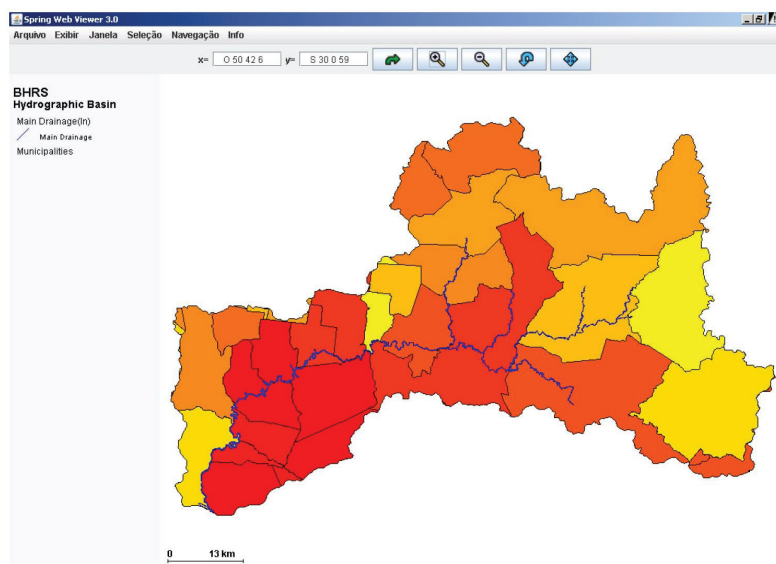 Spring Web Viewer 3.0
Arquivo Exibir Janela Seleção Navegação Info
x= O 50 42 6 y= S 30 0 59
BHRS
Hydrographic Basin
Main Drainage(ln)
Main Drainage
Municipalities
0 13 km